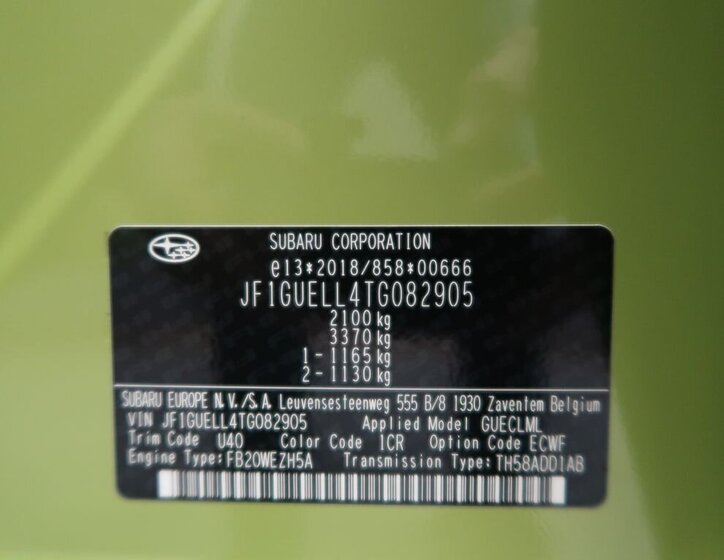 SUBARU CORPORATION
e13*2018/858*00666
JF1GUELL4TG082905
2100 kg
3370 kg
1 - 1165 kg
2 - 1130 kg
SUBARU EUROPE N.V./S.A. Leuvensesteenweg 555 B/8 1930 Zaventem Belgium
VIN JF1GUELL4TG082905 Applied Model GUECLML
Trim Code U40 Color Code 1CR Option Code ECWF
Engine Type:FB20WEZH5A Transmission Type:TH58ADD1AB